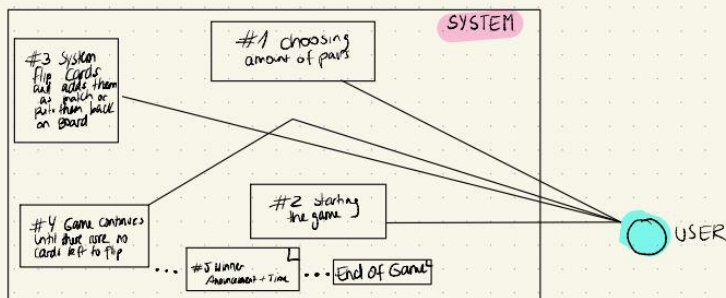 SYSTEM
#1 choosing
amount of pairs
#3 System
flip Cards
and adds them
as match or
puts them back
on Board
#2 starting
the game
USER
#4 Game continues
until there are no
cards left to flip
... #5 Winner
Announcement + Time
... End Of Game